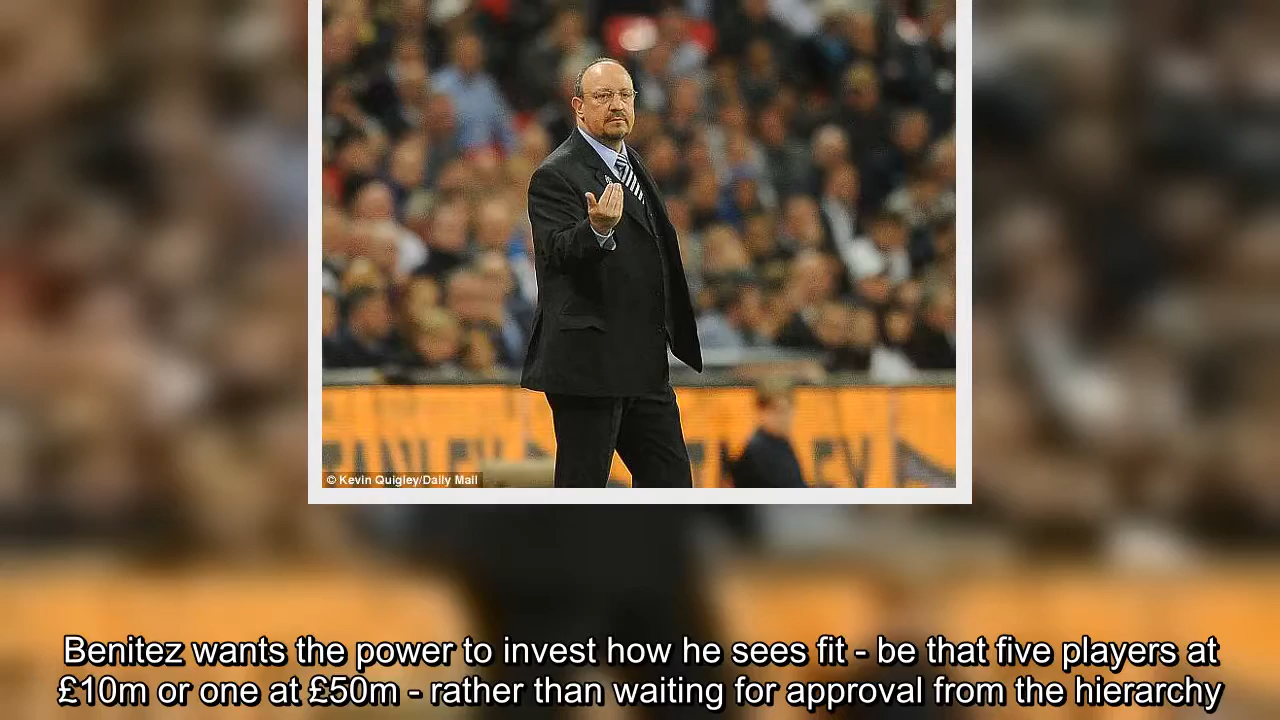 © Kevin Quigley/Daily Mail
Benitez wants the power to invest how he sees fit - be that five players at
£10m or one at £50m - rather than waiting for approval from the hierarchy